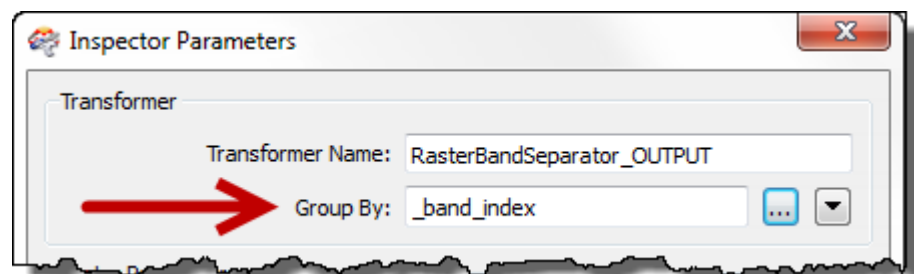 Inspector Parameters
Transformer
Transformer Name: RasterBandSeparator_OUTPUT
Group By: _band_index ...